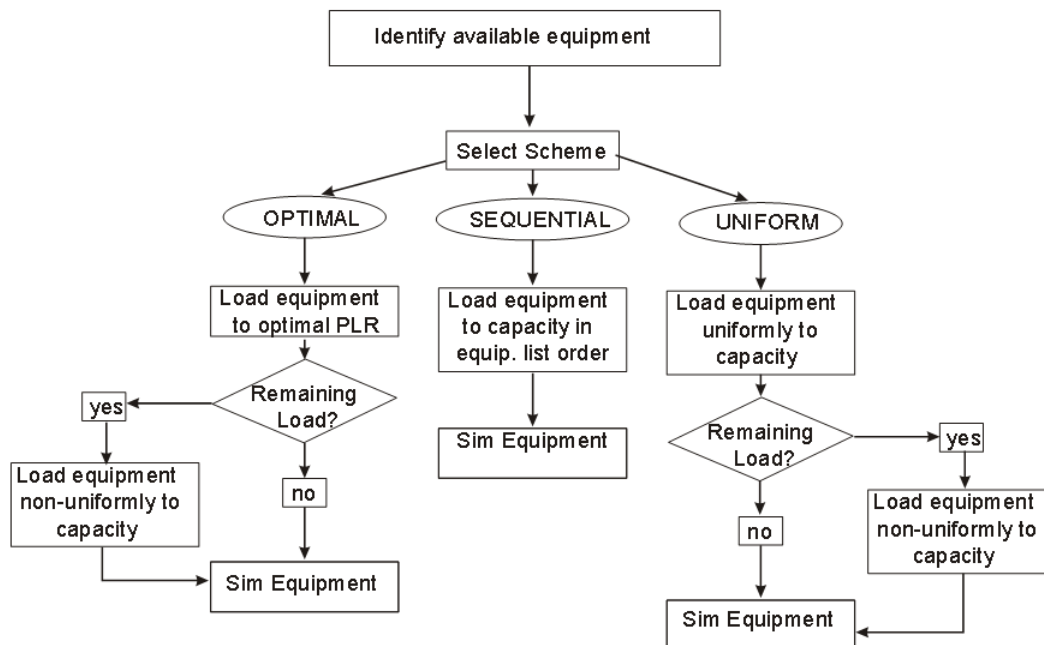 Identify available equipment
Select Scheme
OPTIMAL
SEQUENTIAL
UNIFORM
Load equipment
to optimal PLR
Load equipment
to capacity in
equip. list order
Load equipment
uniformly to
capacity
Remaining
Load?
yes
no
Load equipment
non-uniformly to
capacity
Sim Equipment
Sim Equipment
Remaining
Load?
yes
no
Load equipment
non-uniformly to
capacity
Sim Equipment